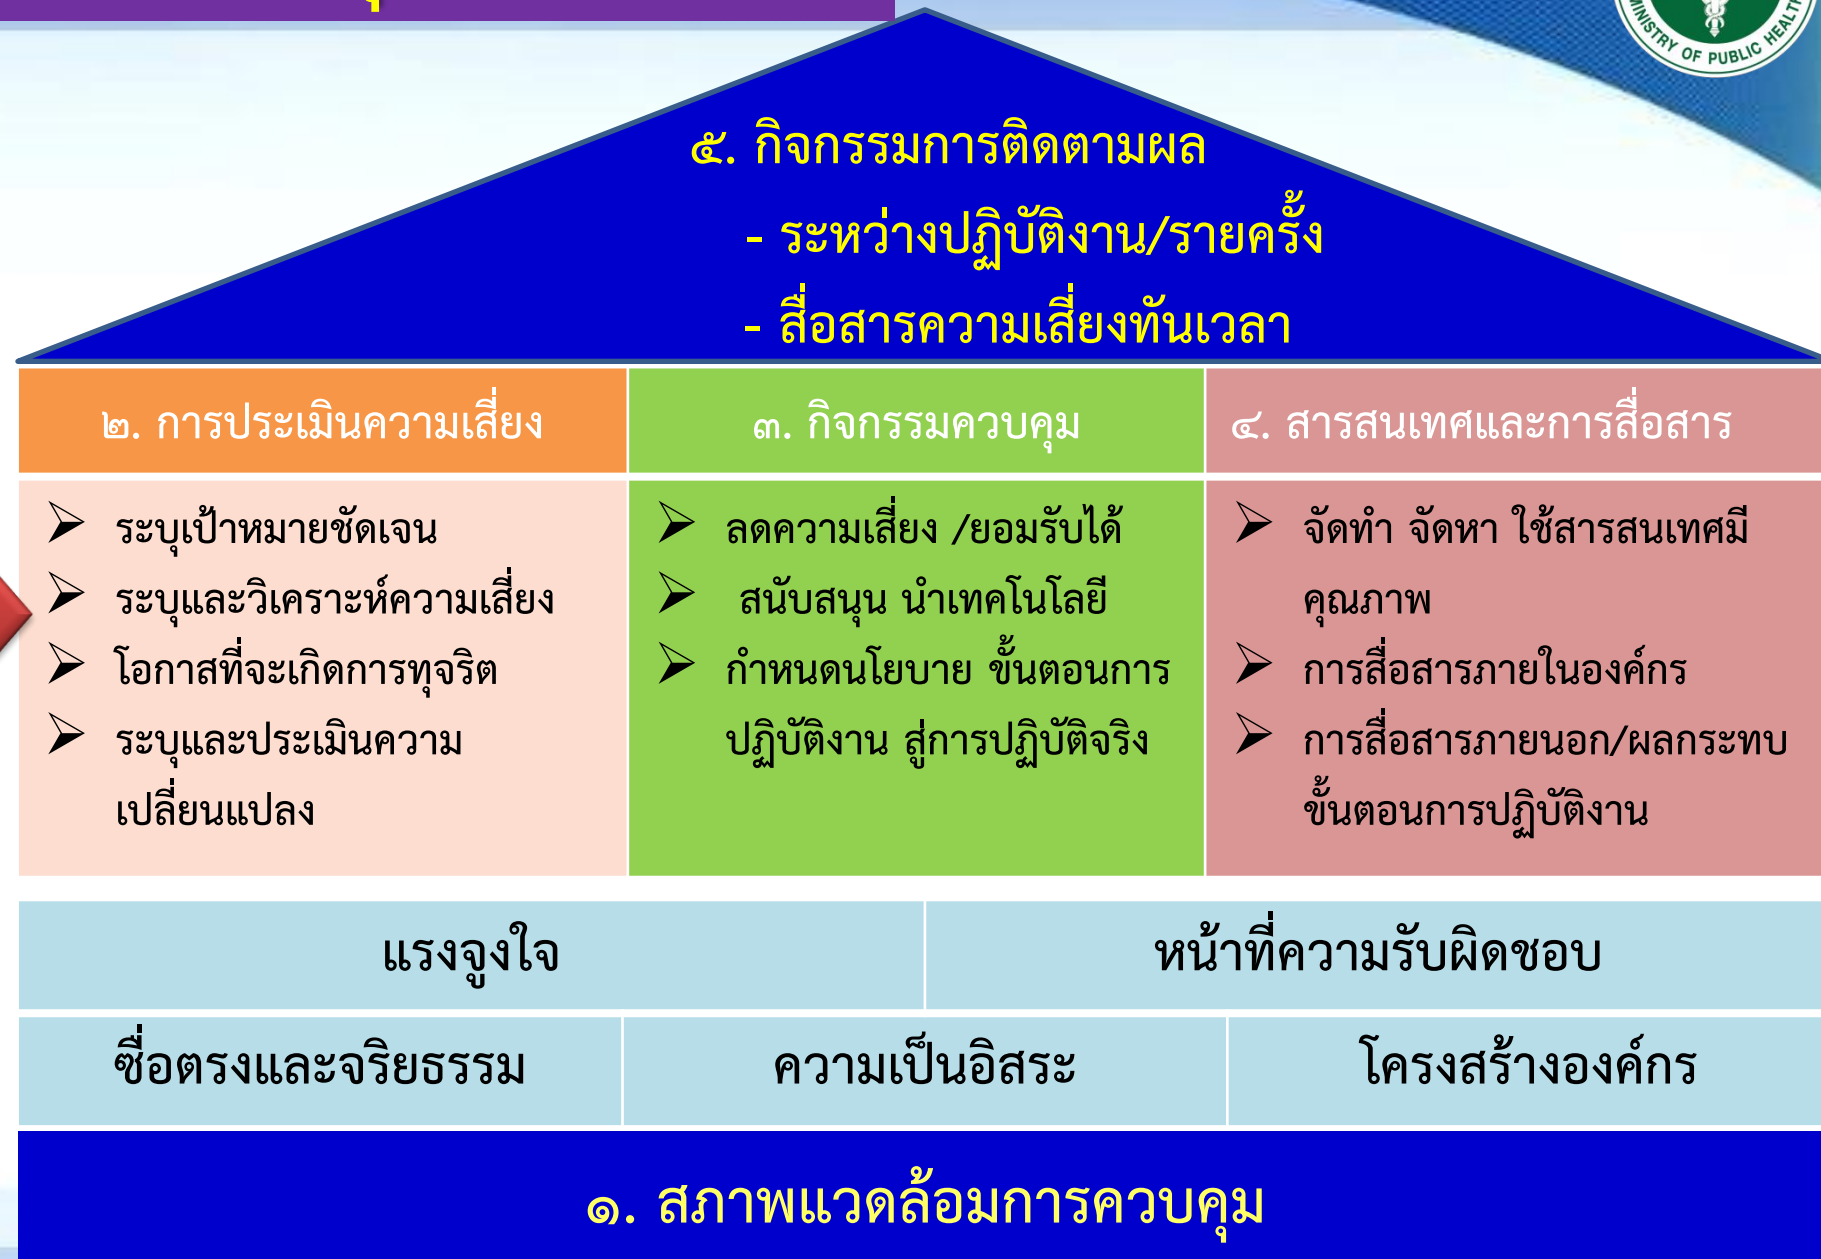 MINISTRY OF PUBLIC HEALTH
๕. กิจกรรมการติดตามผล
- ระหว่างปฏิบัติงาน/รายครั้ง
- สื่อสารความเสี่ยงทันเวลา
๒. การประเมินความเสี่ยง
➢ ระบุเป้าหมายชัดเจน
➢ ระบุและวิเคราะห์ความเสี่ยง
➢ โอกาสที่จะเกิดการทุจริต
➢ ระบุและประเมินความ
เปลี่ยนแปลง
๓. กิจกรรมควบคุม
➢ ลดความเสี่ยง /ยอมรับได้
➢ สนับสนุน นำเทคโนโลยี
➢ กำหนดนโยบาย ขั้นตอนการ
ปฏิบัติงาน สู่การปฏิบัติจริง
๔. สารสนเทศและการสื่อสาร
➢ จัดทำ จัดหา ใช้สารสนเทศมี
คุณภาพ
➢ การสื่อสารภายในองค์กร
➢ การสื่อสารภายนอก/ผลกระทบ
ขั้นตอนการปฏิบัติงาน
แรงจูงใจ
หน้าที่ความรับผิดชอบ
ซื่อตรงและจริยธรรม
ความเป็นอิสระ
โครงสร้างองค์กร
๑. สภาพแวดล้อมการควบคุม